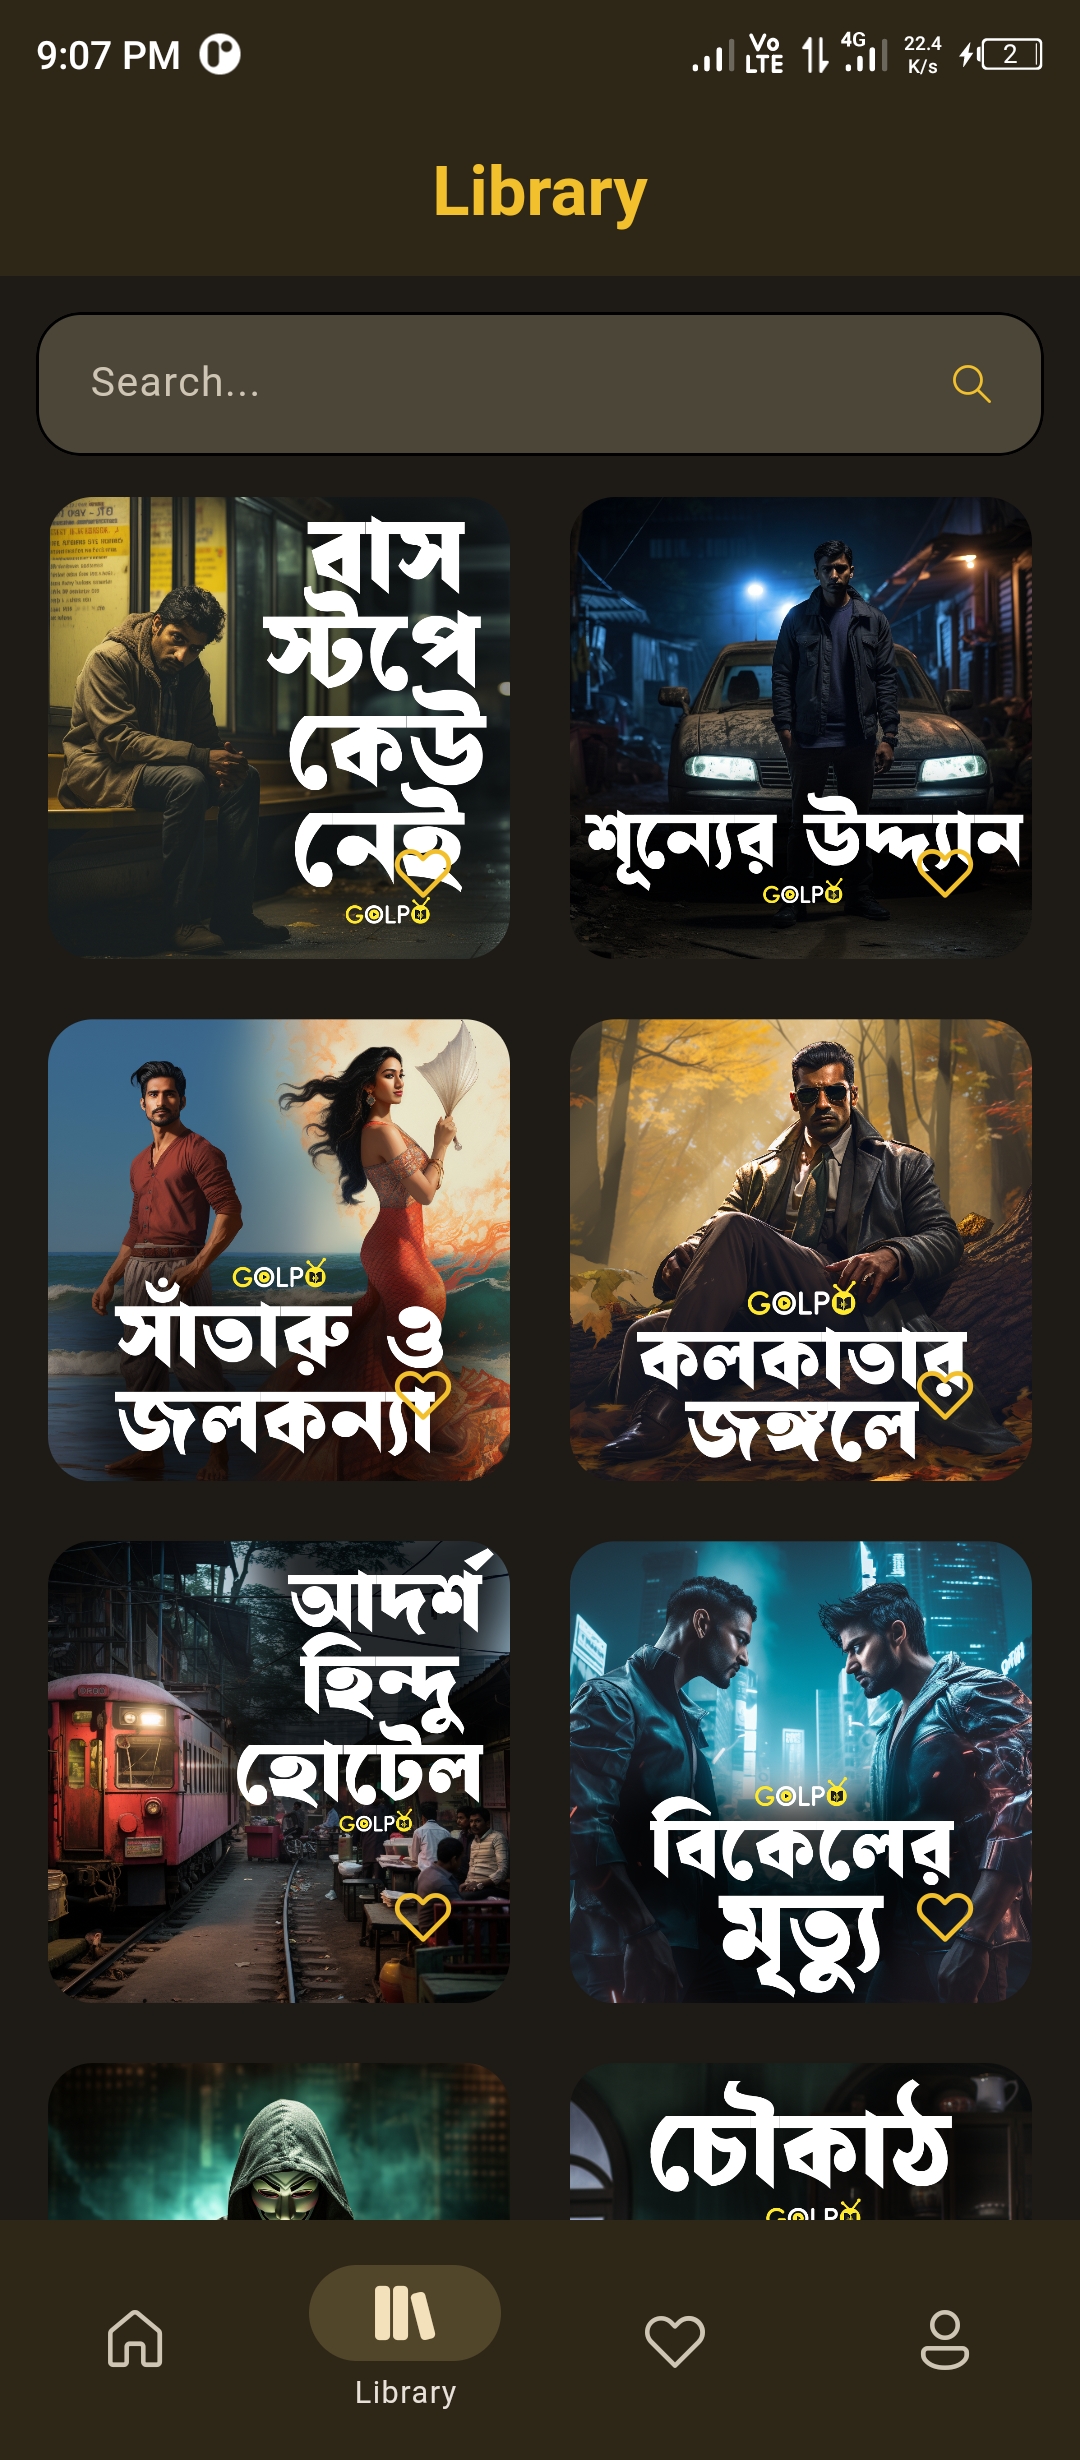 9:07 PM
Vo LTE
4G
22.4 K/s
2
Library
Search...
বাস
স্টপে
কেউ
নেই
GOLPO
শূন্যের উদ্দ্যান
GOLPO
GOLPO
সাঁতারু ও
জলকন্যা
GOLPO
কলকাতার
জঙ্গলে
আদর্শ
হিন্দু
হোটেল
GOLPO
GOLPO
বিকেলের
মৃত্যু
চৌকাঠ
GOLPO
Library